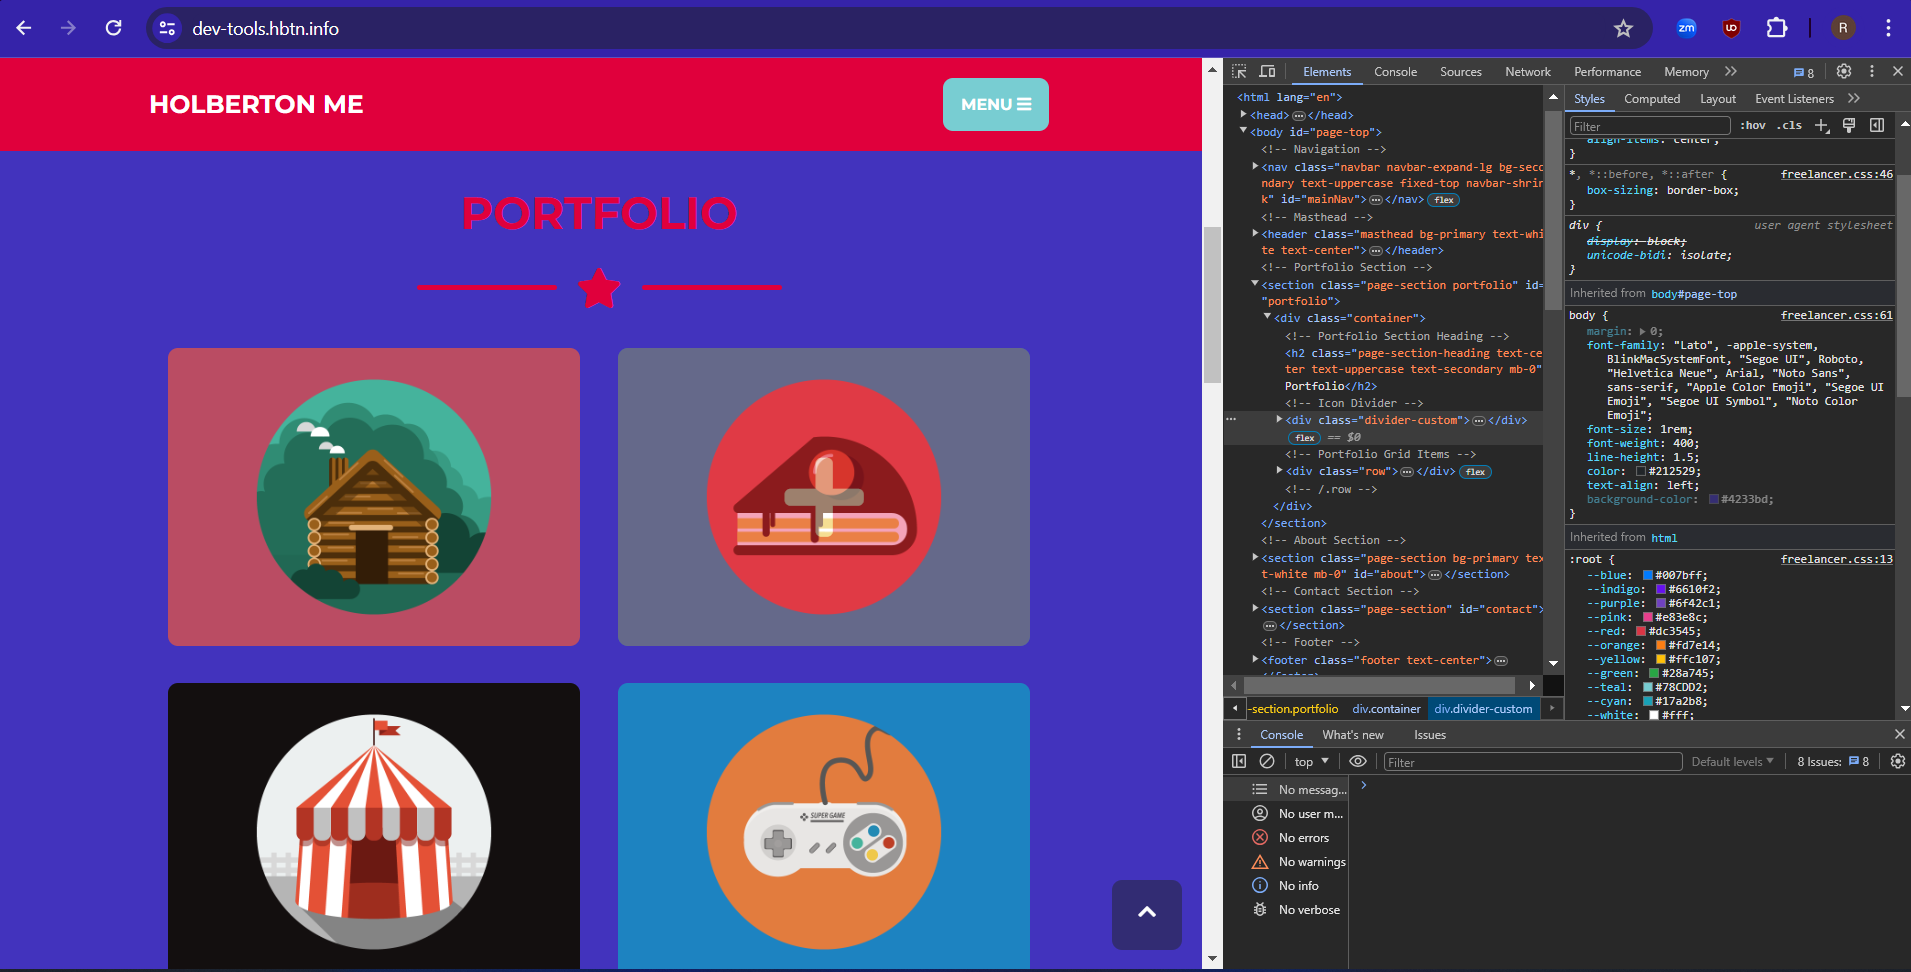 dev-tools.hbtn.info
zm
UD
R
HOLBERTON ME
MENU
PORTFOLIO
SUPER GAME
Elements
Console
Sources
Network
Performance
Memory
8
<html lang="en">
<head> </head>
<body id="page-top">
<!-- Navigation -->
<nav class="navbar navbar-expand-lg bg-seco
ndary text-uppercase fixed-top navbar-shrin
k" id="mainNav"> </nav> flex
<!-- Masthead -->
<header class="masthead bg-primary text-whi
te text-center"> </header>
<!-- Portfolio Section -->
<section class="page-section portfolio" id=
"portfolio">
<div class="container">
<!-- Portfolio Section Heading -->
<h2 class="page-section-heading text-ce
ter text-uppercase text-secondary mb-0"
Portfolio</h2>
<!-- Icon Divider -->
<div class="divider-custom"> </div>
flex == $0
<!-- Portfolio Grid Items -->
<div class="row"> </div> flex
<!-- /.row -->
</div>
</section>
<!-- About Section -->
<section class="page-section bg-primary tex
t-white mb-0" id="about"> </section>
<!-- Contact Section -->
<section class="page-section" id="contact">
</section>
<!-- Footer -->
<footer class="footer text-center">
</footer>
-section.portfolio
div.container
div.divider-custom
Styles
Computed
Layout
Event Listeners
Filter
:hov
.cls
align-items: center;
}
*, *::before, *::after {
freelancer.css:46
box-sizing: border-box;
}
div {
user agent stylesheet
display: block;
unicode-bidi: isolate;
}
Inherited from body#page-top
body {
freelancer.css:61
margin: 0;
font-family: "Lato", -apple-system,
BlinkMacSystemFont, "Segoe UI", Roboto,
"Helvetica Neue", Arial, "Noto Sans",
sans-serif, "Apple Color Emoji", "Segoe UI
Emoji", "Segoe UI Symbol", "Noto Color
Emoji";
font-size: 1rem;
font-weight: 400;
line-height: 1.5;
color: #212529;
text-align: left;
background-color: #4233bd;
}
Inherited from html
:root {
freelancer.css:13
--blue: #007bff;
--indigo: #6610f2;
--purple: #6f42c1;
--pink: #e83e8c;
--red: #dc3545;
--orange: #fd7e14;
--yellow: #ffc107;
--green: #28a745;
--teal: #78CDD2;
--cyan: #17a2b8;
--white: #fff;
Console
What's new
Issues
top
Filter
Default levels
8 Issues: 8
No messag...
No user m...
No errors
No warnings
No info
No verbose